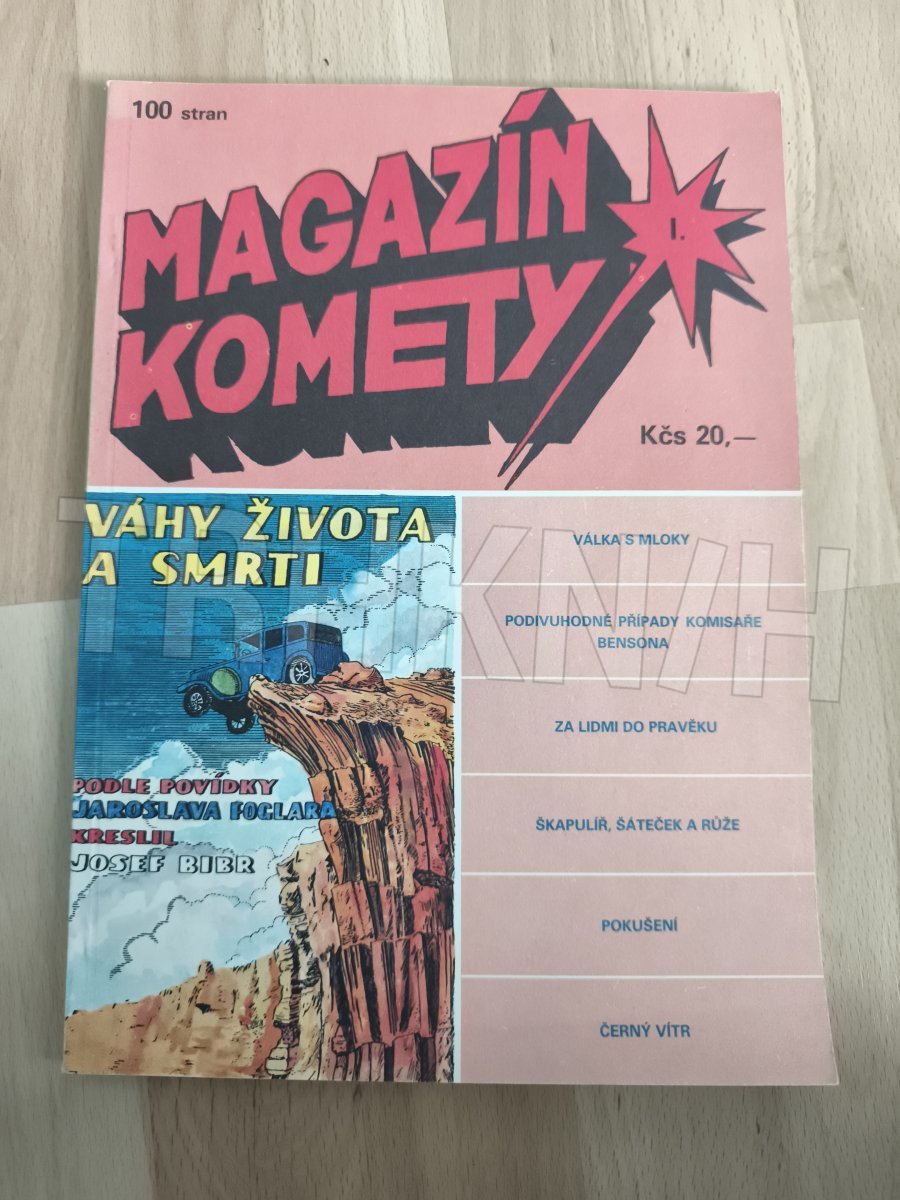 100 stran
MAGAZÍN
KOMETY
I.
Kčs 20,—
VÁHY ŽIVOTA
A SMRTI
PODLE POVÍDKY
JAROSLAVA FOGLARA
KRESLIL
JOSEF BIBR
VÁLKA S MLOKY
PODIVUHODNÉ PŘÍPADY KOMISAŘE
BENSONA
ZA LIDMI DO PRAVĚKU
ŠKAPULÍŘ, ŠÁTEČEK A RŮŽE
POKUŠENÍ
ČERNÝ VÍTR